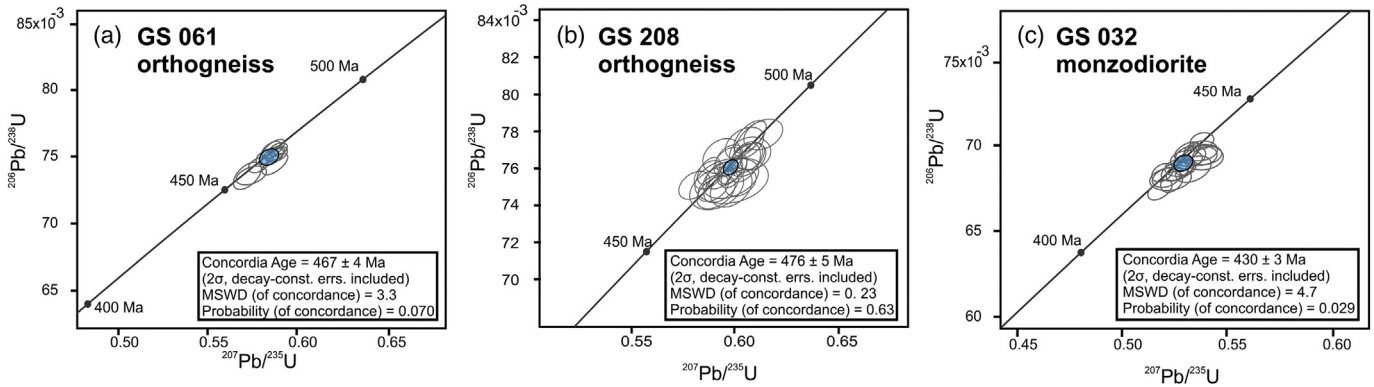 (a) GS 061
orthogneiss
85x10⁻³
80
75
70
65
²⁰⁶Pb/²³⁸U
500 Ma
450 Ma
400 Ma
Concordia Age = 467 ± 4 Ma
(2σ, decay-const. errs. included)
MSWD (of concordance) = 3.3
Probability (of concordance) = 0.070
0.50 0.55 0.60 0.65
²⁰⁷Pb/²³⁵U
(b) GS 208
orthogneiss
84x10⁻³
82
80
78
76
74
72
70
²⁰⁶Pb/²³⁸U
500 Ma
450 Ma
Concordia Age = 476 ± 5 Ma
(2σ, decay-const. errs. included)
MSWD (of concordance) = 0. 23
Probability (of concordance) = 0.63
0.55 0.60 0.65
²⁰⁷Pb/²³⁵U
(c) GS 032
monzodiorite
75x10⁻³
70
65
60
²⁰⁶Pb/²³⁸U
450 Ma
400 Ma
Concordia Age = 430 ± 3 Ma
(2σ, decay-const. errs. included)
MSWD (of concordance) = 4.7
Probability (of concordance) = 0.029
0.45 0.50 0.55 0.60
²⁰⁷Pb/²³⁵U